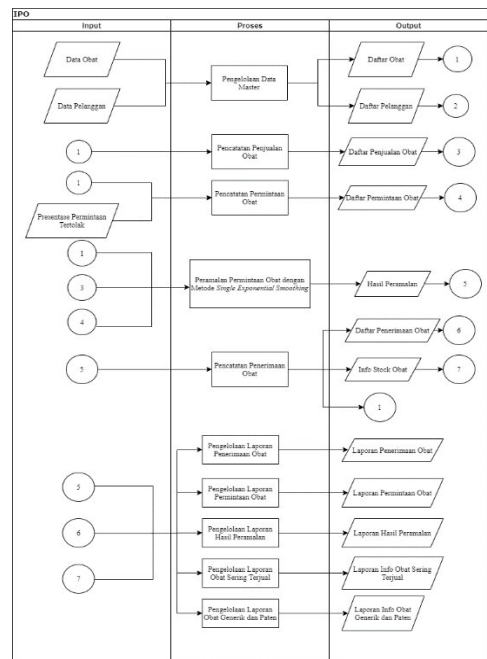 IPO
Input
Proses
Output
Data Obat
Data Pelanggan
Pengelolaan Data
Master
Daftar Obat
1
Daftar Pelanggan
2
1
Pencatatan Penjualan
Obat
Daftar Penjualan Obat
3
1
Presentase Permintaan
Tertolak
Pencatatan Permintaan
Obat
Daftar Permintaan Obat
4
1
3
4
Peramalan Permintaan Obat dengan
Metode Single Exponential Smoothing
Hasil Peramalan
5
5
Pencatatan Penerimaan
Obat
Daftar Penerimaan Obat
6
Info Stock Obat
7
1
5
6
7
Pengelolaan Laporan
Penerimaan Obat
Laporan Penerimaan Obat
Pengelolaan Laporan
Permintaan Obat
Laporan Permintaan Obat
Pengelolaan Laporan
Hasil Peramalan
Laporan Hasil Peramalan
Pengelolaan Laporan
Obat Sering Terjual
Laporan Info Obat Sering
Terjual
Pengelolaan Laporan
Obat Generik dan Paten
Laporan Info Obat
Generik dan Paten